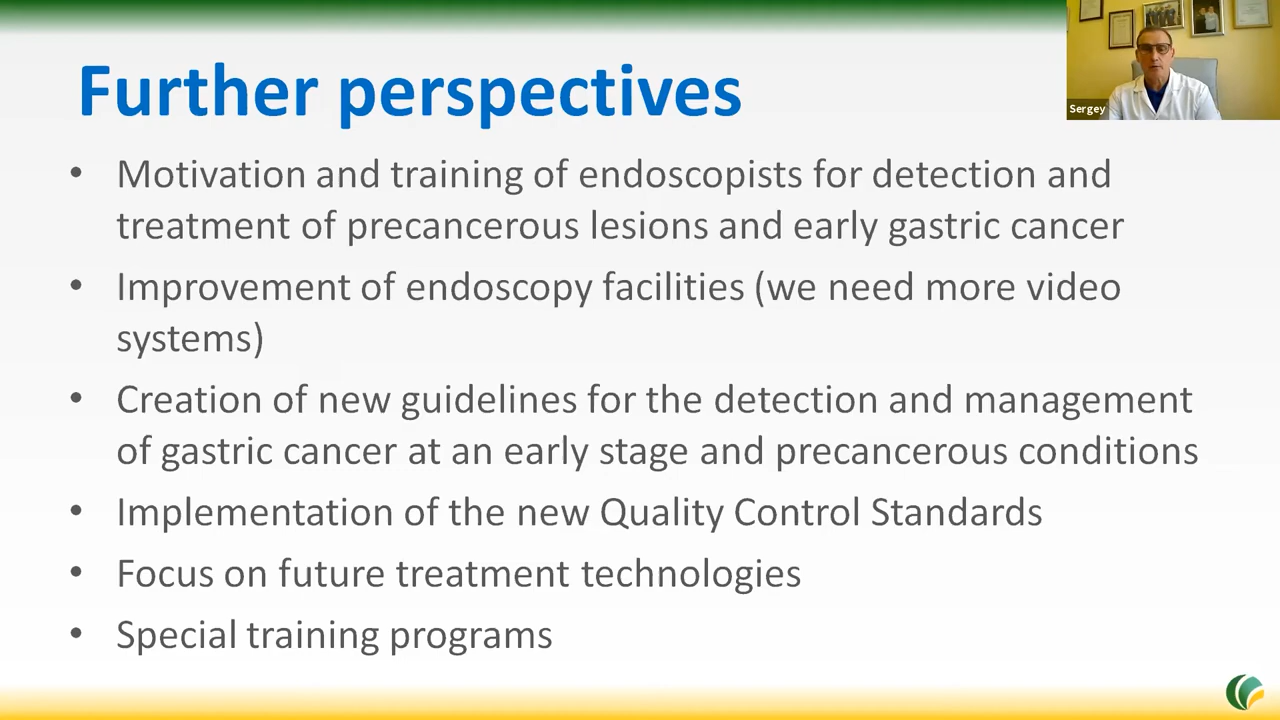 Further perspectives
Sergey
• Motivation and training of endoscopists for detection and
treatment of precancerous lesions and early gastric cancer
• Improvement of endoscopy facilities (we need more video
systems)
• Creation of new guidelines for the detection and management
of gastric cancer at an early stage and precancerous conditions
• Implementation of the new Quality Control Standards
• Focus on future treatment technologies
• Special training programs